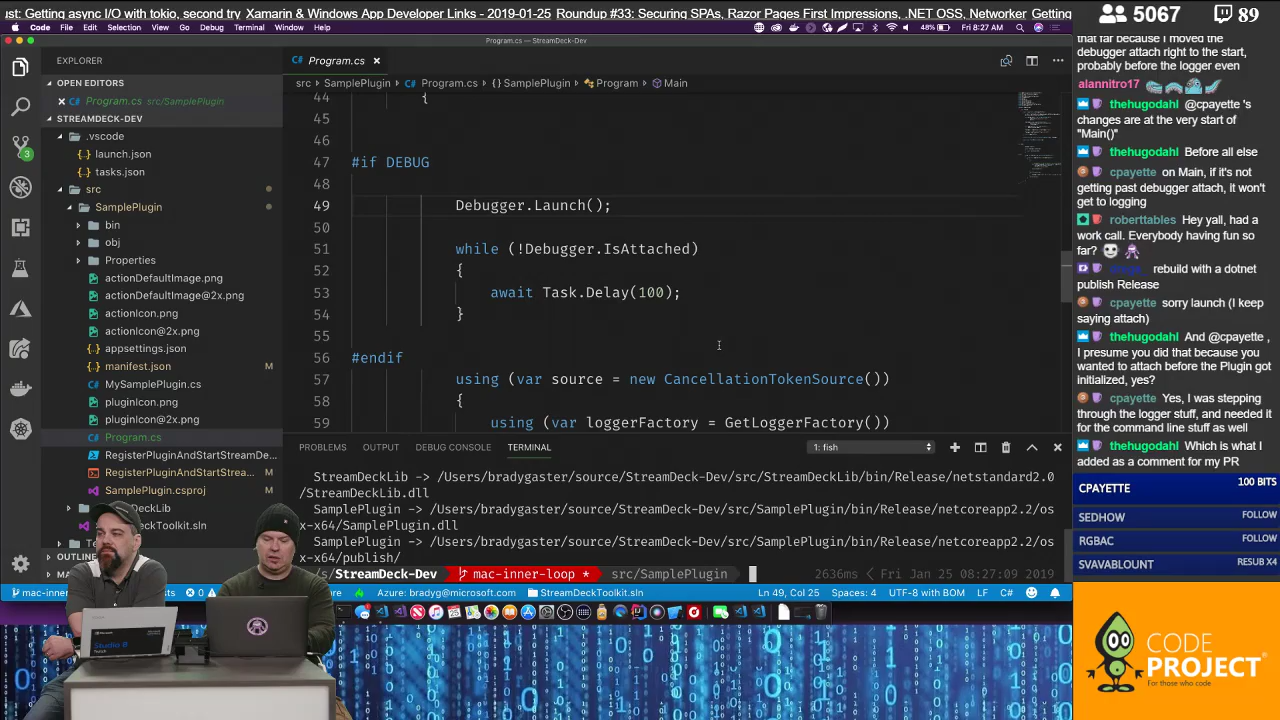 ust: Getting async I/O with tokio, second try Xamarin & Windows App Developer Links - 2019-01-25 Roundup #33: Securing SPAs, Razor Pages First Impressions, .NET OSS, Networker Getting
5067 89
Code File Edit Selection View Go Debug Terminal Window Help 48% Fri 8:27 AM
Program.cs — StreamDeck-Dev
EXPLORER
OPEN EDITORS
Program.cs src/SamplePlugin
STREAMDECK-DEV
.vscode
launch.json
tasks.json
src
SamplePlugin
bin
obj
Properties
actionDefaultImage.png
actionDefaultImage@2x.png
actionIcon.png
actionIcon@2x.png
appsettings.json
manifest.json M
MySamplePlugin.cs
pluginIcon.png
pluginIcon@2x.png
Program.cs
RegisterPluginAndStartStreamDe...
RegisterPluginAndStartStrea... M
SamplePlugin.csproj M
DeckLib
DeckToolkit.sln
OUTLINE
3
Program.cs
src SamplePlugin Program.cs {} SamplePlugin Program Main
44 {
45
46
47 #if DEBUG
48
49 Debugger.Launch();
50
51 while (!Debugger.IsAttached)
52 {
53 await Task.Delay(100);
54 }
55
56 #endif
57 using (var source = new CancellationTokenSource())
58 {
59 using (var loggerFactory = GetLoggerFactory())
PROBLEMS OUTPUT DEBUG CONSOLE TERMINAL 1: fish
StreamDeckLib -> /Users/bradygaster/source/StreamDeck-Dev/src/StreamDeckLib/bin/Release/netstandard2.0
/StreamDeckLib.dll
SamplePlugin -> /Users/bradygaster/source/StreamDeck-Dev/src/SamplePlugin/bin/Release/netcoreapp2.2/os
x-x64/SamplePlugin.dll
SamplePlugin -> /Users/bradygaster/source/StreamDeck-Dev/src/SamplePlugin/bin/Release/netcoreapp2.2/os
x-x64/publish/
StreamDeck-Dev mac-inner-loop * src/SamplePlugin 2636ms < Fri Jan 25 08:27:09 2019
mac-inner-loop* 0 Azure: bradyg@microsoft.com StreamDeckToolkit.sln Ln 49, Col 25 Spaces: 4 UTF-8 with BOM LF C#
that far because I moved the
debugger attach right to the start,
probably before the logger even
alannitro17
thehugodahl @cpayette 's
changes are at the very start of
"Main()"
thehugodahl Before all else
cpayette on Main, if it's not
getting past debugger attach, it won't
get to logging
roberttables Hey yall, had a
work call. Everybody having fun so
far?
rebuild with a dotnet
publish Release
cpayette sorry launch (I keep
saying attach)
thehugodahl And @cpayette ,
I presume you did that because you
wanted to attach before the Plugin got
initialized, yes?
cpayette Yes, I was stepping
through the logger stuff, and needed it
for the command line stuff as well
thehugodahl Which is what I
added as a comment for my PR
CPAYETTE 100 BITS
SEDHOW FOLLOW
RGBAC FOLLOW
SVAVABLOUNT RESUB X4
CODE
PROJECT
For those who code